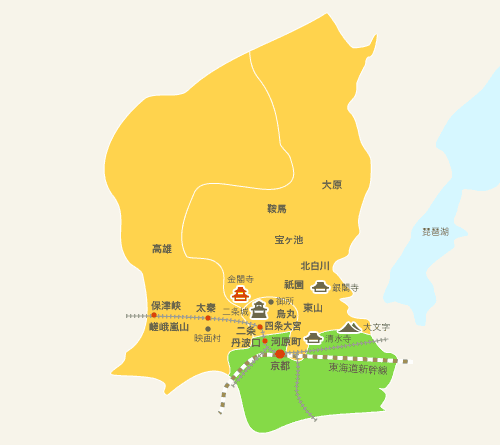 大原
鞍馬
宝ヶ池
琵琶湖
高雄
北白川
金閣寺
祇園
銀閣寺
御所
保津峡
太秦
二条城
烏丸
東山
嵯峨嵐山
四条大宮
大文字
二条
映画村
丹波口
河原町
清水寺
京都
東海道新幹線